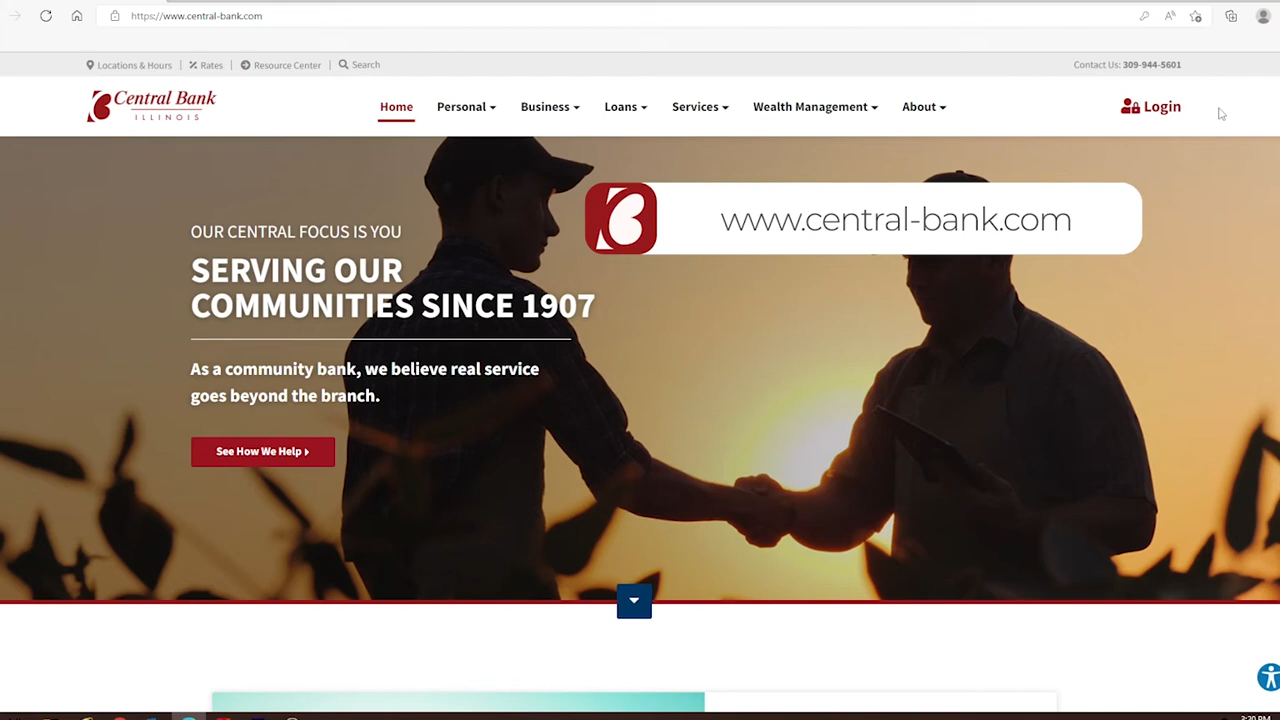 https://www.central-bank.com
Locations & Hours | Rates | Resource Center | Search
Contact Us: 309-944-5601
Central Bank
ILLINOIS
Home Personal Business Loans Services Wealth Management About
Login
www.central-bank.com
OUR CENTRAL FOCUS IS YOU
SERVING OUR
COMMUNITIES SINCE 1907
As a community bank, we believe real service
goes beyond the branch.
See How We Help
3:20 PM